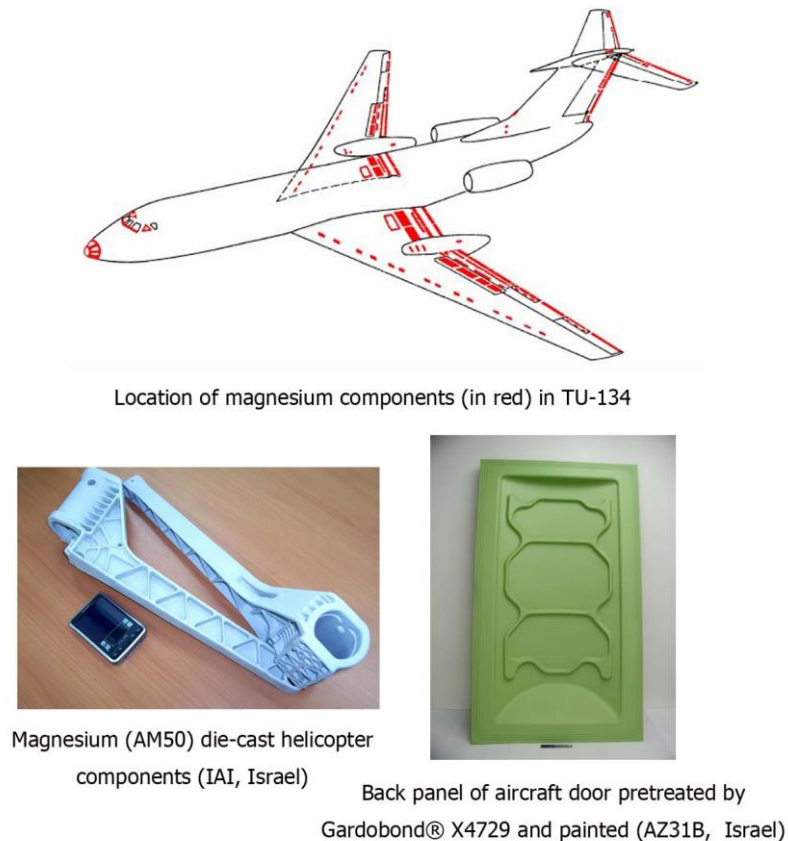 Location of magnesium components (in red) in TU-134
Magnesium (AM50) die-cast helicopter
components (IAI, Israel)
Back panel of aircraft door pretreated by
Gardobond® X4729 and painted (AZ31B, Israel)